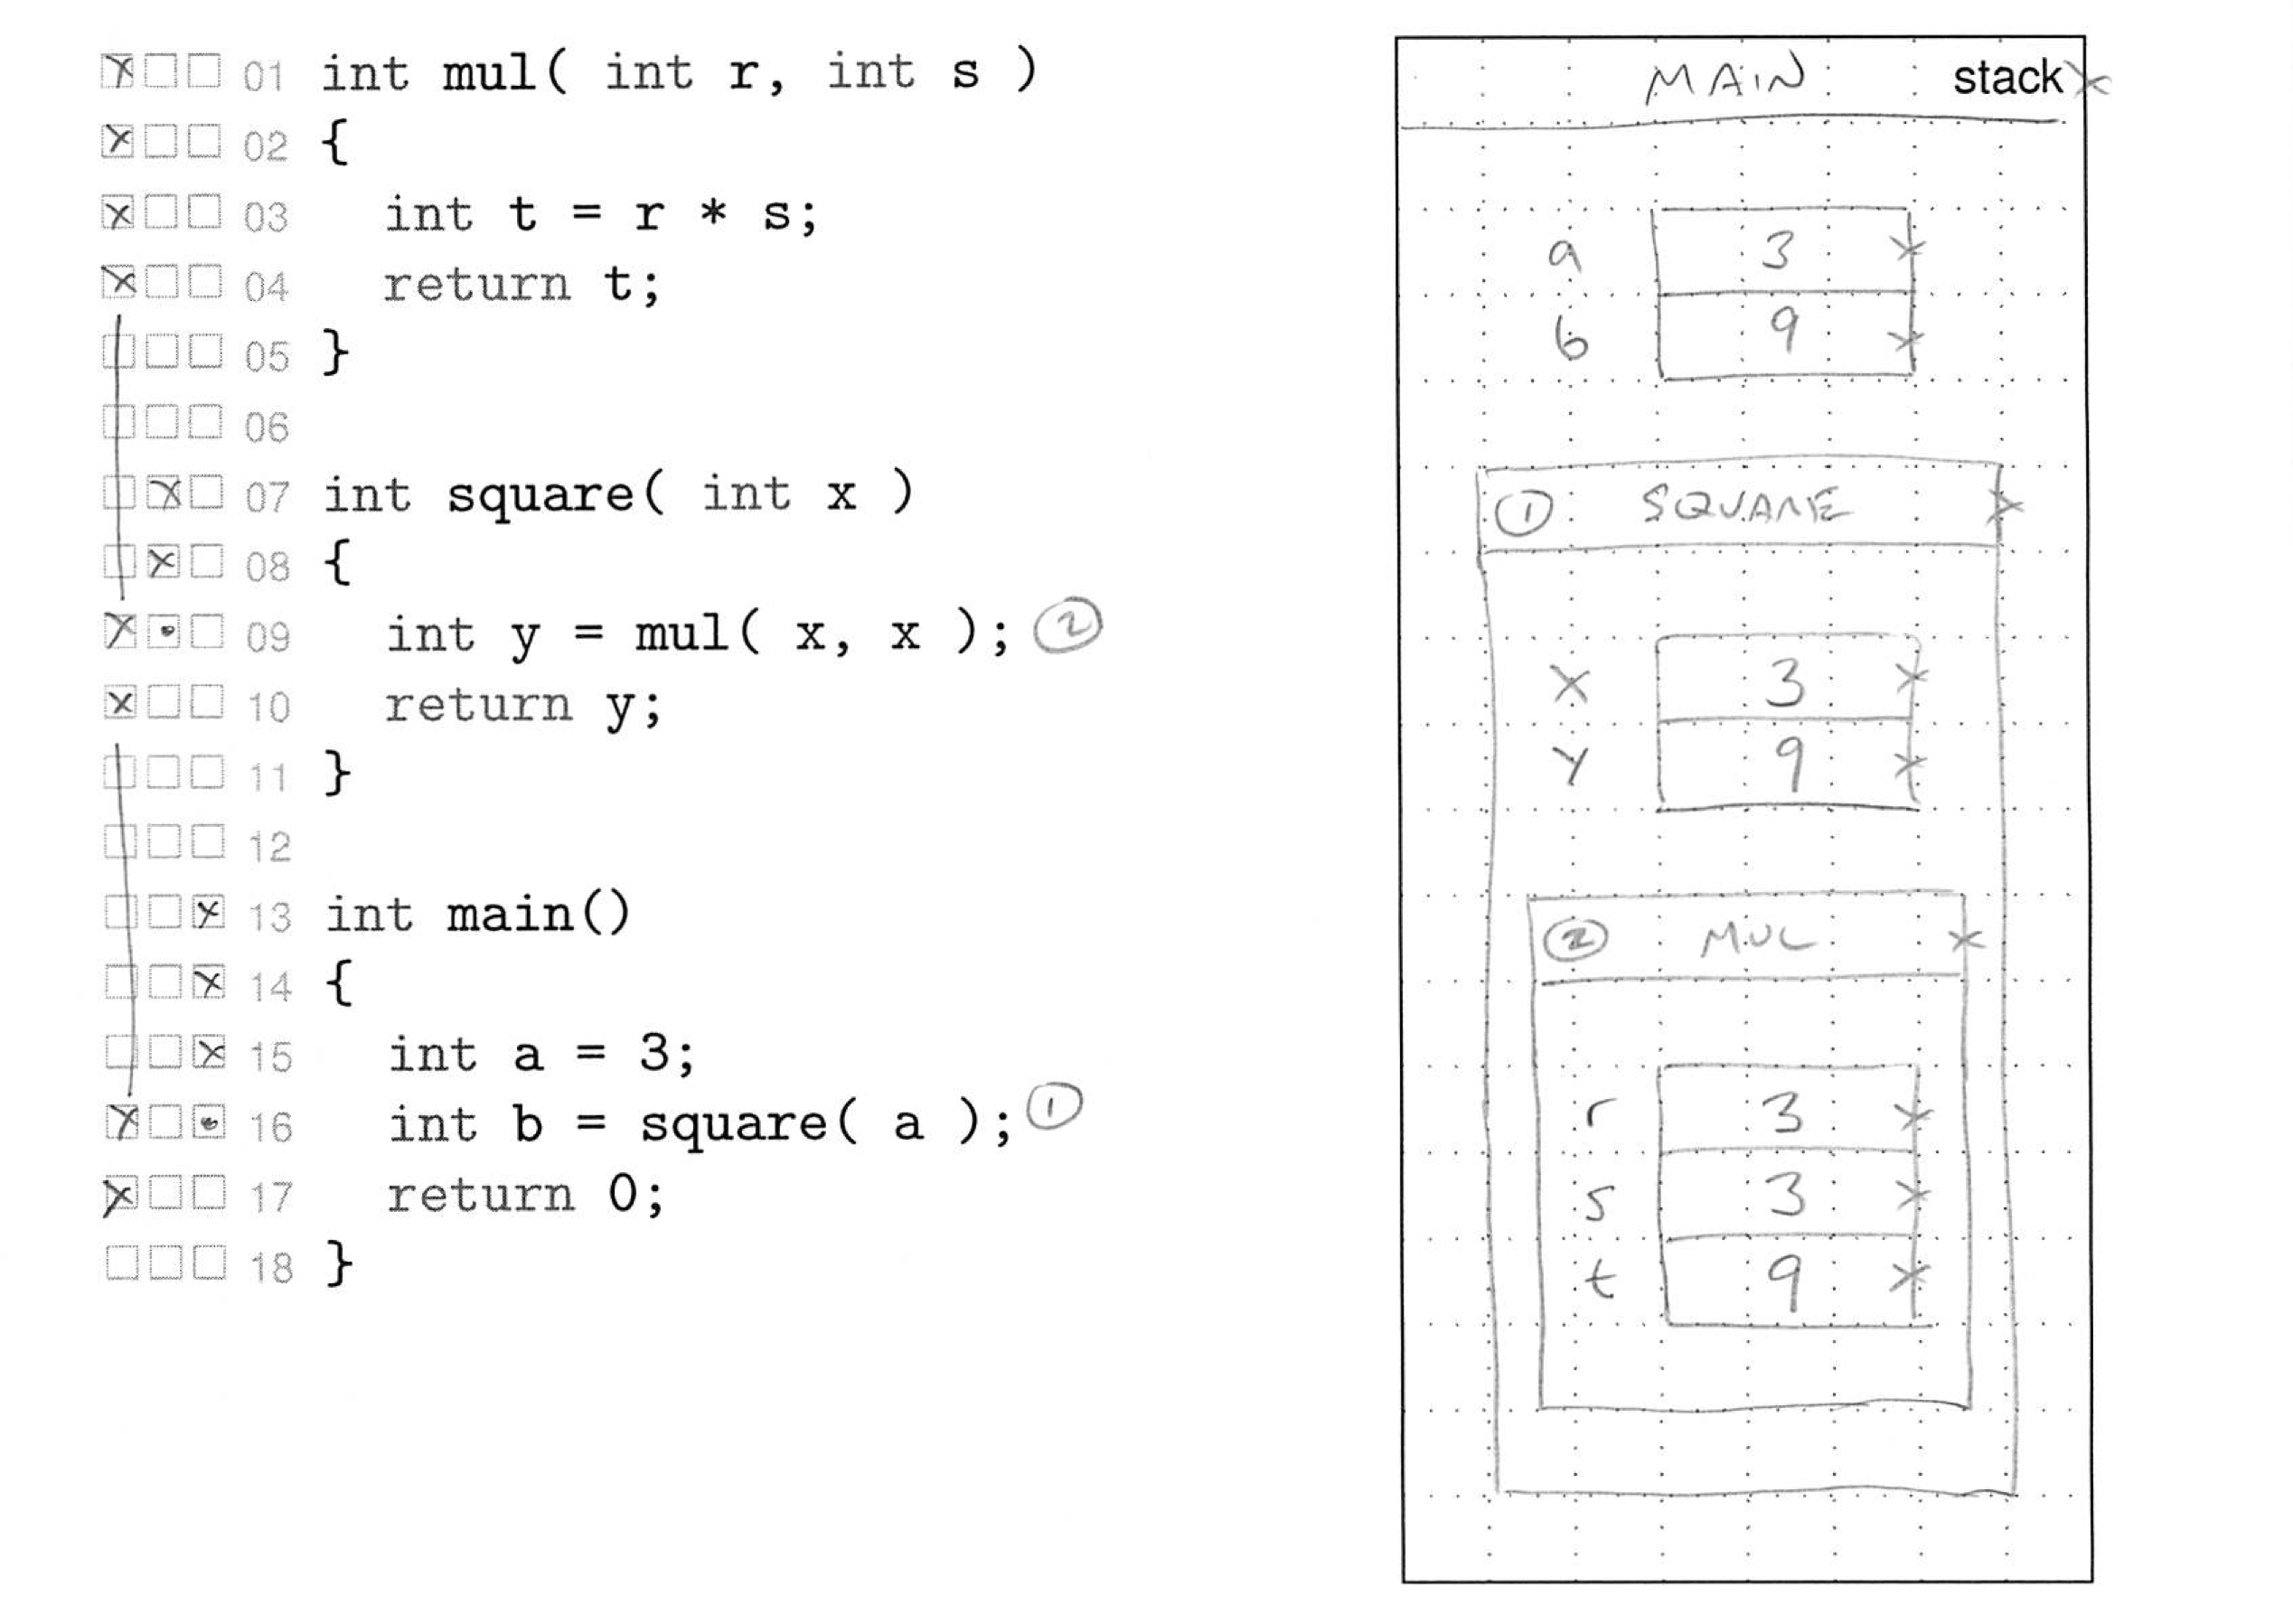 01 int mul( int r, int s )
02 {
03 int t = r * s;
04 return t;
05 }
06
07 int square( int x )
08 {
09 int y = mul( x, x ); 2
10 return y;
11 }
12
13 int main()
14 {
15 int a = 3;
16 int b = square( a ); 1
17 return 0;
18 }
MAIN stack
a 3
b 9
1 SQUARE
x 3
y 9
2 MUL
r 3
s 3
t 9